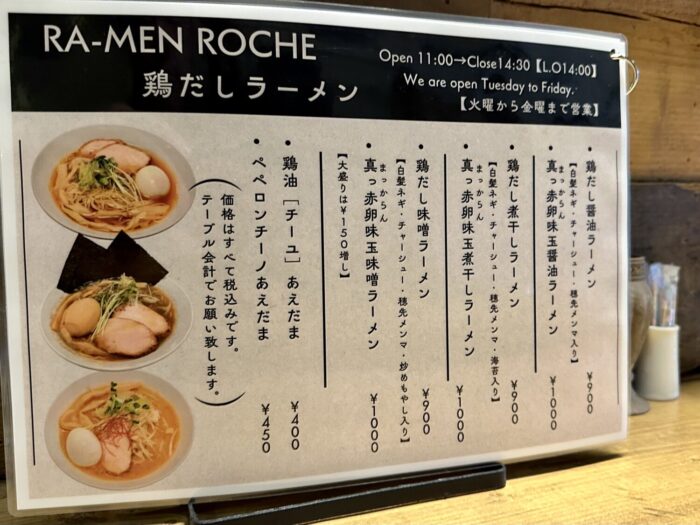 RA-MEN ROCHE
Open 11:00→Close14:30【L.O14:00】
鶏だしラーメン
We are open Tuesday to Friday.
【火曜から金曜まで営業】
• 鶏だし醤油ラーメン ¥900
【白髪ネギ・チャーシュー・穂先メンマ入り】
まっからん
• 真っ赤卵味玉醤油ラーメン ¥1000
• 鶏だし煮干しラーメン ¥900
【白髪ネギ・チャーシュー・穂先メンマ・海苔入り】
まっからん
• 真っ赤卵味玉煮干しラーメン ¥1000
• 鶏だし味噌ラーメン ¥900
【白髪ネギ・チャーシュー・穂先メンマ・炒めもやし入り】
まっからん
• 真っ赤卵味玉味噌ラーメン ¥1000
【大盛りは¥150増し】
• 鶏油［チーユ］あえだま ¥400
• ペペロンチーノあえだま ¥450
(価格はすべて税込みです。
テーブル会計でお願い致します。)